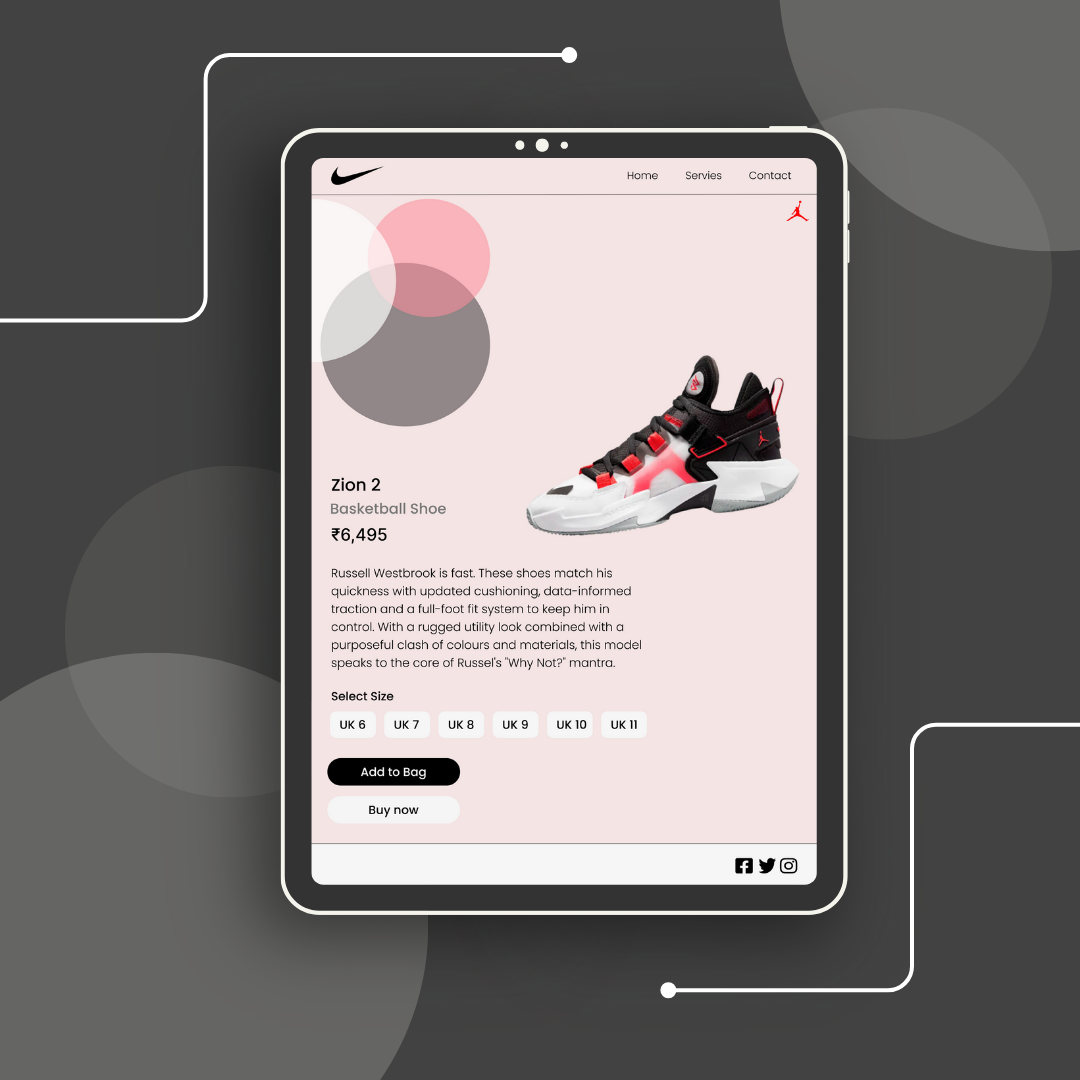 Home Servies Contact
Zion 2
Basketball Shoe
₹6,495
Russell Westbrook is fast. These shoes match his
quickness with updated cushioning, data-informed
traction and a full-foot fit system to keep him in
control. With a rugged utility look combined with a
purposeful clash of colours and materials, this model
speaks to the core of Russel's "Why Not?" mantra.
Select Size
UK 6 UK 7 UK 8 UK 9 UK 10 UK 11
Add to Bag
Buy now